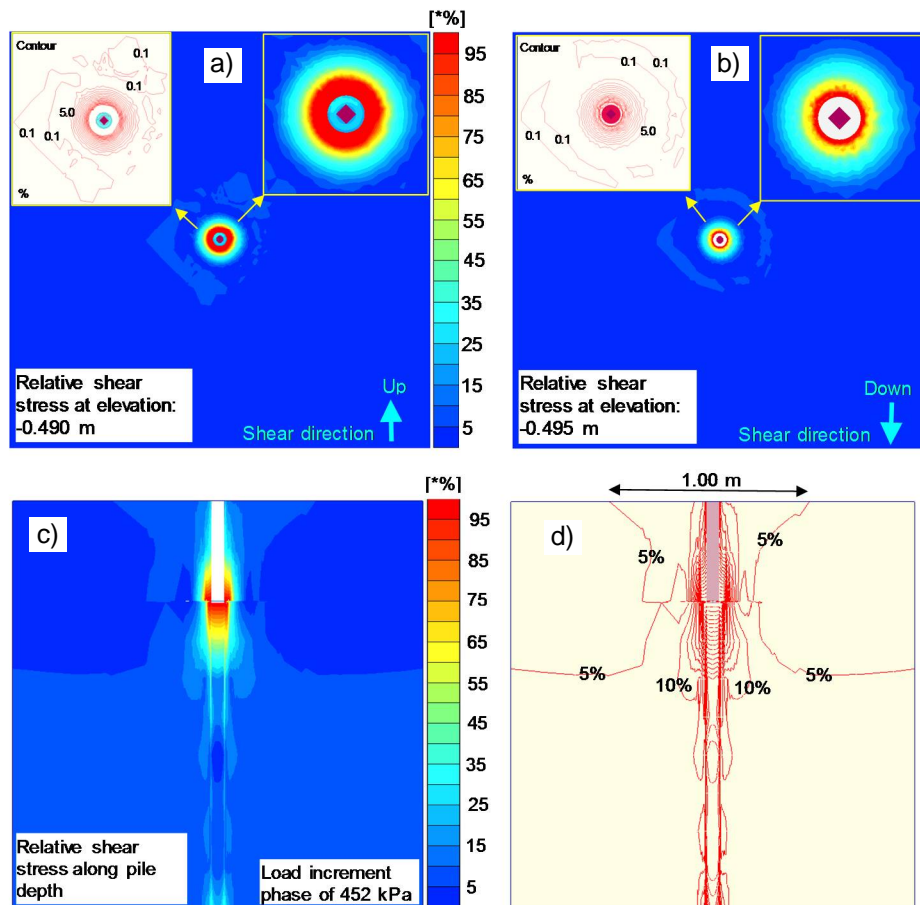 [*%]
a)
Contour
0.1
0.1
5.0
0.1
0.1
%
95
85
75
65
55
45
35
25
15
5
Relative shear
stress at elevation:
-0.490 m
Up
Shear direction
b)
Contour
0.1
0.1
5.0
0.1
0.1
%
Relative shear
stress at elevation:
-0.495 m
Down
Shear direction
[*%]
c)
95
85
75
65
55
45
35
25
15
5
Relative shear
stress along pile
depth
Load increment
phase of 452 kPa
1.00 m
d)
5%
5%
5%
10%
10%
5%